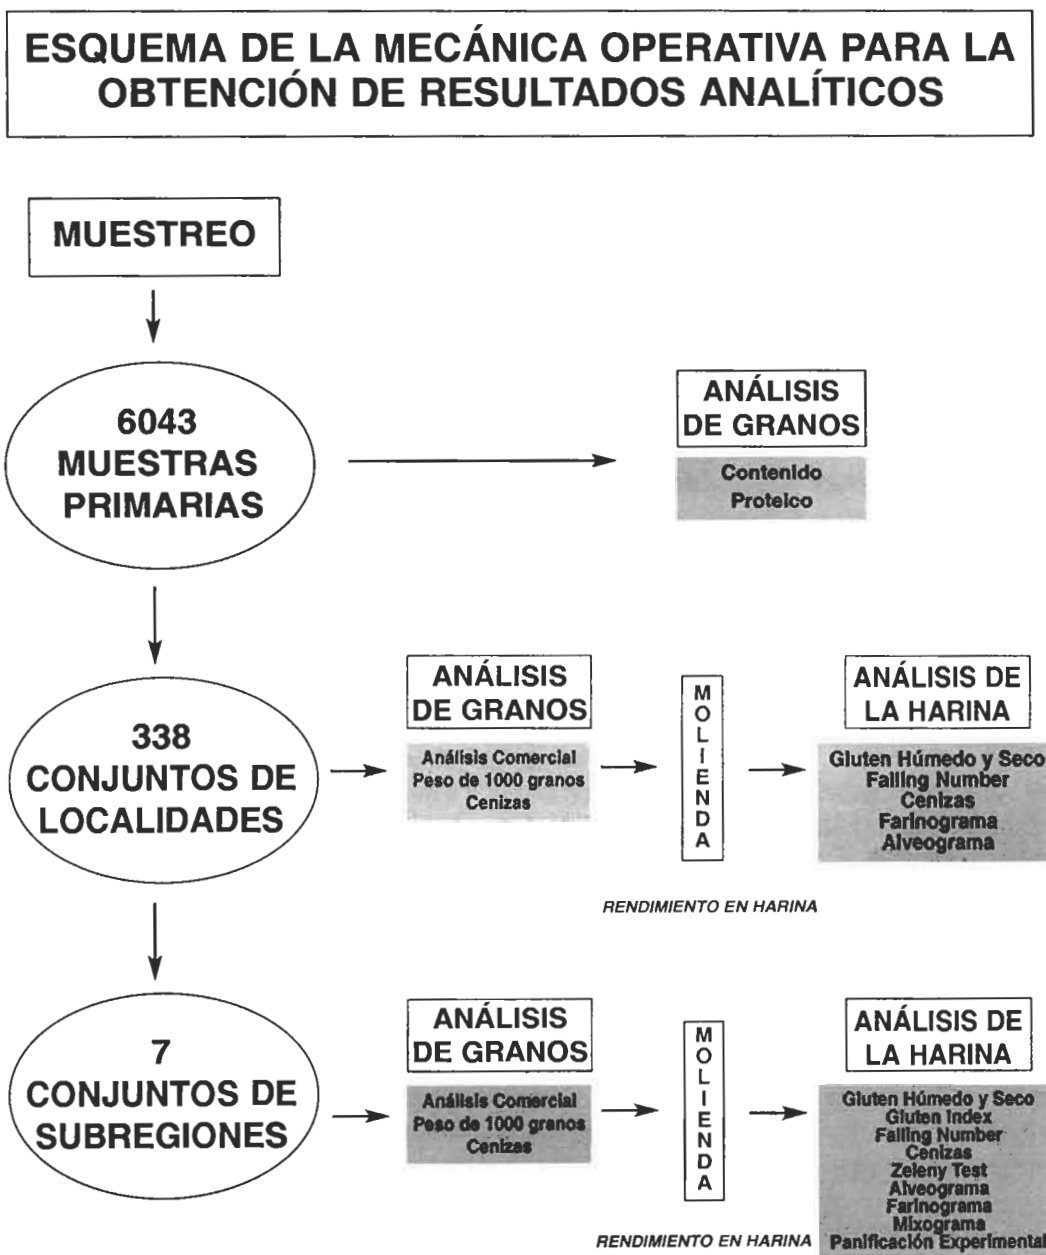 ESQUEMA DE LA MECÁNICA OPERATIVA PARA LA
OBTENCIÓN DE RESULTADOS ANALÍTICOS
MUESTREO
6043
MUESTRAS
PRIMARIAS
ANÁLISIS
DE GRANOS
Contenido
Proteico
338
CONJUNTOS DE
LOCALIDADES
ANÁLISIS
DE GRANOS
Análisis Comercial
Peso de 1000 granos
Cenizas
MOLIENDA
RENDIMIENTO EN HARINA
ANÁLISIS DE
LA HARINA
Gluten Húmedo y Seco
Falling Number
Cenizas
Farinograma
Alveograma
7
CONJUNTOS DE
SUBREGIONES
ANÁLISIS
DE GRANOS
Análisis Comercial
Peso de 1000 granos
Cenizas
MOLIENDA
RENDIMIENTO EN HARINA
ANÁLISIS DE
LA HARINA
Gluten Húmedo y Seco
Gluten Index
Falling Number
Cenizas
Zeleny Test
Alveograma
Farinograma
Mixograma
Panificación Experimental